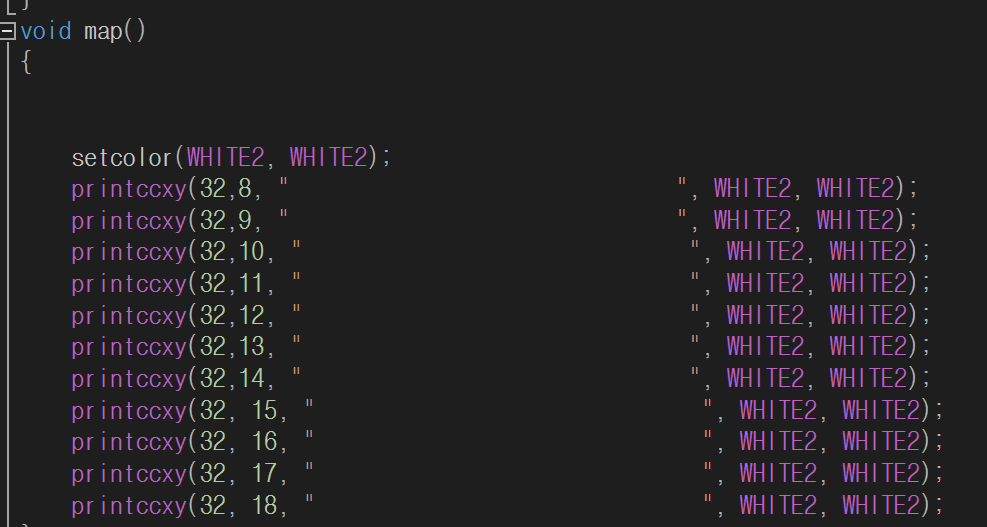 }
void map()
{
setcolor(WHITE2, WHITE2);
printccxy(32,8, "                              ", WHITE2, WHITE2);
printccxy(32,9, "                              ", WHITE2, WHITE2);
printccxy(32,10, "                              ", WHITE2, WHITE2);
printccxy(32,11, "                              ", WHITE2, WHITE2);
printccxy(32,12, "                              ", WHITE2, WHITE2);
printccxy(32,13, "                              ", WHITE2, WHITE2);
printccxy(32,14, "                              ", WHITE2, WHITE2);
printccxy(32, 15, "                              ", WHITE2, WHITE2);
printccxy(32, 16, "                              ", WHITE2, WHITE2);
printccxy(32, 17, "                              ", WHITE2, WHITE2);
printccxy(32, 18, "                              ", WHITE2, WHITE2);
}